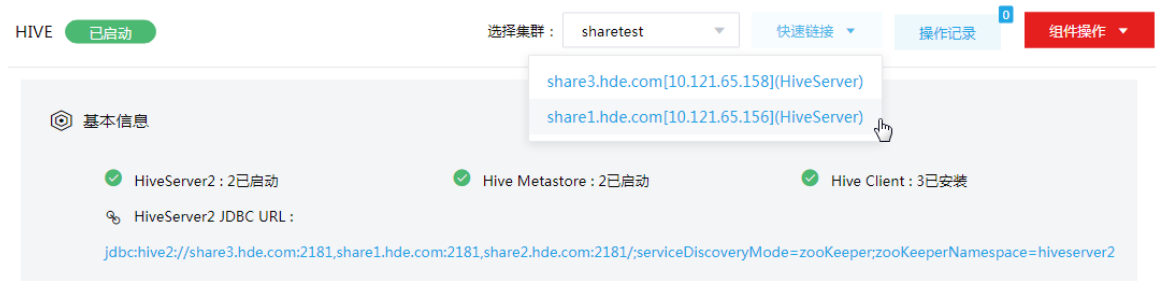 HIVE 已启动 选择集群： sharetest 快速链接 操作记录 0 组件操作
share3.hde.com[10.121.65.158](HiveServer)
share1.hde.com[10.121.65.156](HiveServer)
基本信息
HiveServer2 : 2已启动 Hive Metastore : 2已启动 Hive Client : 3已安装
HiveServer2 JDBC URL :
jdbc:hive2://share3.hde.com:2181,share1.hde.com:2181,share2.hde.com:2181/;serviceDiscoveryMode=zooKeeper;zooKeeperNamespace=hiveserver2